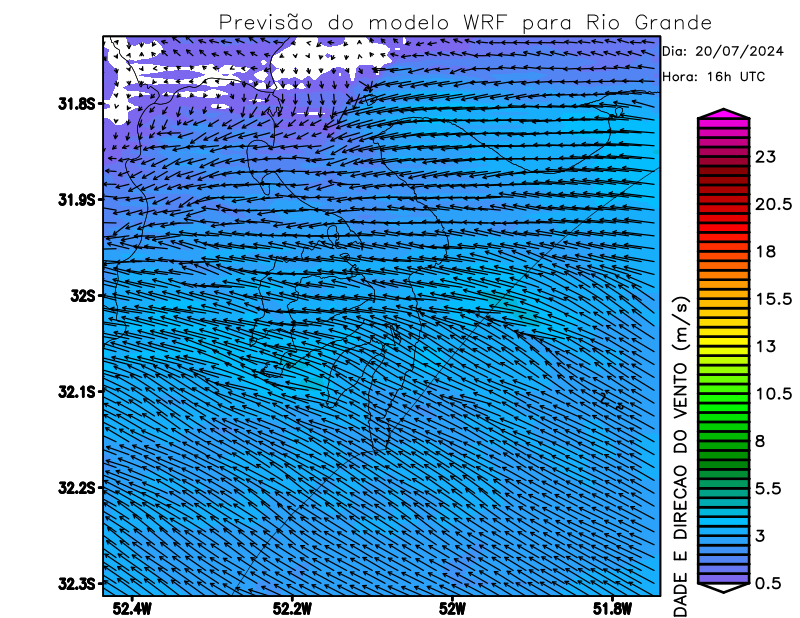 Previsão do modelo WRF para Rio Grande
Dia: 20/07/2024
Hora: 16h UTC
31.8S
31.9S
32S
32.1S
32.2S
32.3S
52.4W
52.2W
52W
51.8W
23
20.5
18
15.5
13
10.5
8
5.5
3
0.5
DADE E DIRECAO DO VENTO (m/s)